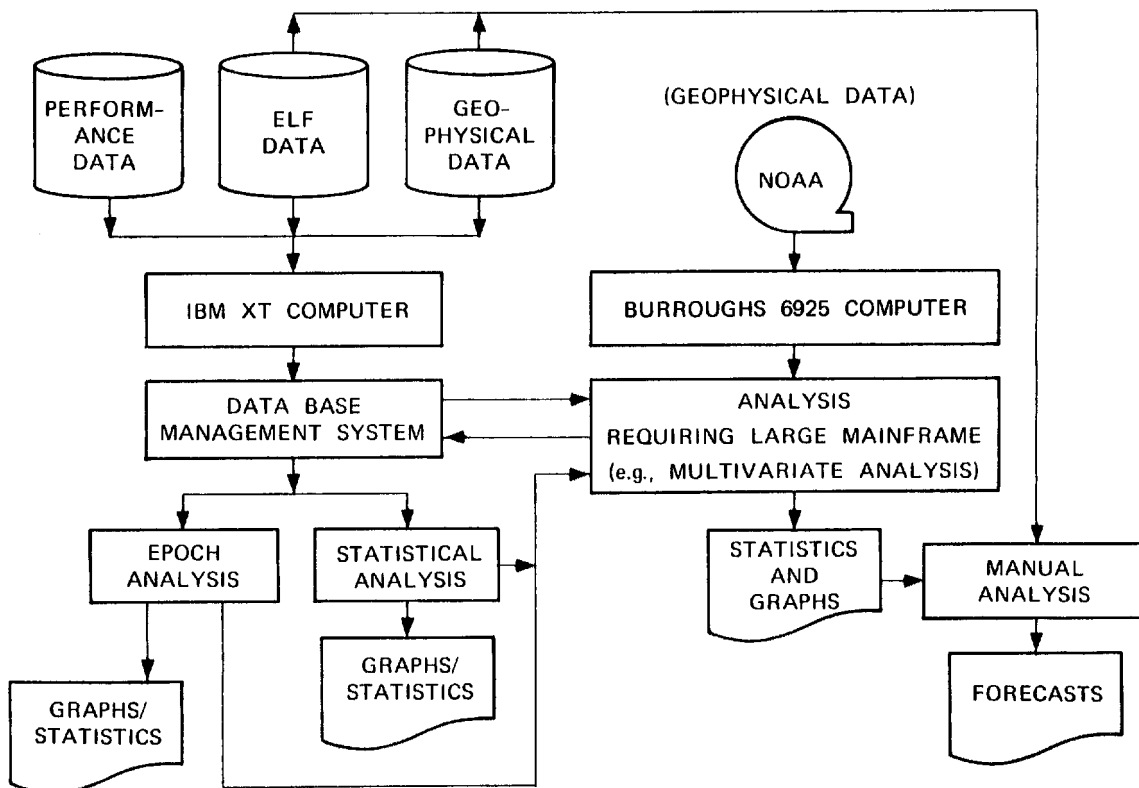 PERFORM-
ANCE
DATA
ELF
DATA
GEO-
PHYSICAL
DATA
(GEOPHYSICAL DATA)
NOAA
IBM XT COMPUTER
BURROUGHS 6925 COMPUTER
DATA BASE
MANAGEMENT SYSTEM
ANALYSIS
REQUIRING LARGE MAINFRAME
(e.g., MULTIVARIATE ANALYSIS)
EPOCH
ANALYSIS
STATISTICAL
ANALYSIS
STATISTICS
AND
GRAPHS
MANUAL
ANALYSIS
GRAPHS/
STATISTICS
GRAPHS/
STATISTICS
FORECASTS